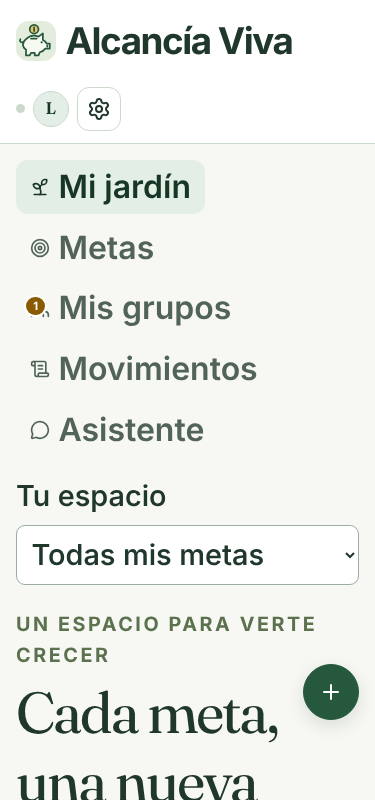 Alcancía Viva
L
Mi jardín
Metas
1
Mis grupos
Movimientos
Asistente
Tu espacio
Todas mis metas
UN ESPACIO PARA VERTE
CRECER
Cada meta,
una nueva